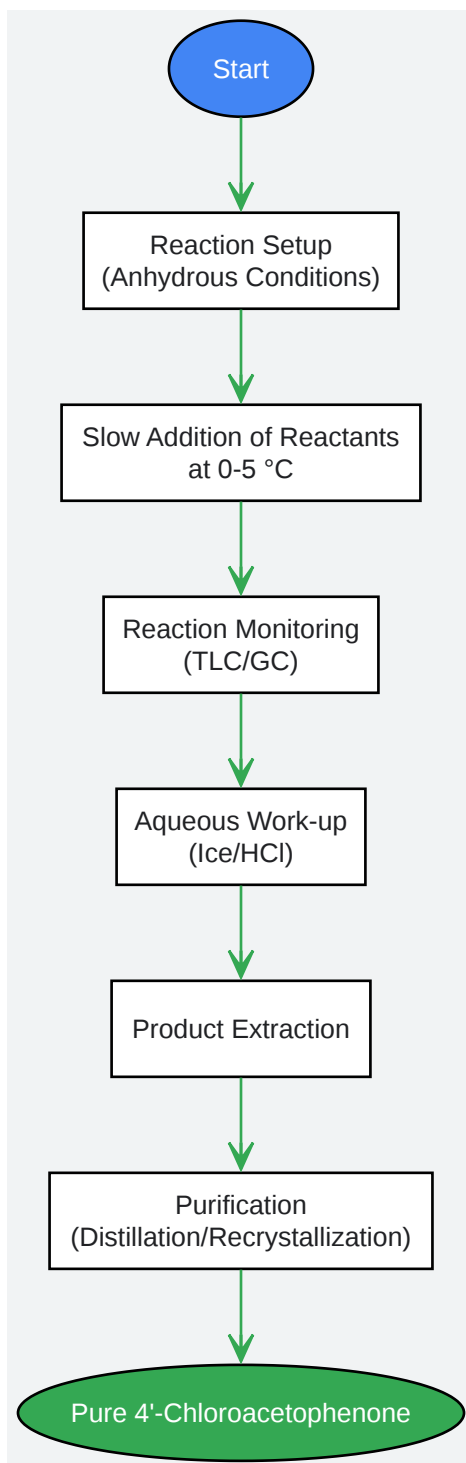 Start
Reaction Setup
(Anhydrous Conditions)
Slow Addition of Reactants
at 0-5 °C
Reaction Monitoring
(TLC/GC)
Aqueous Work-up
(Ice/HCl)
Product Extraction
Purification
(Distillation/Recrystallization)
Pure 4'-Chloroacetophenone